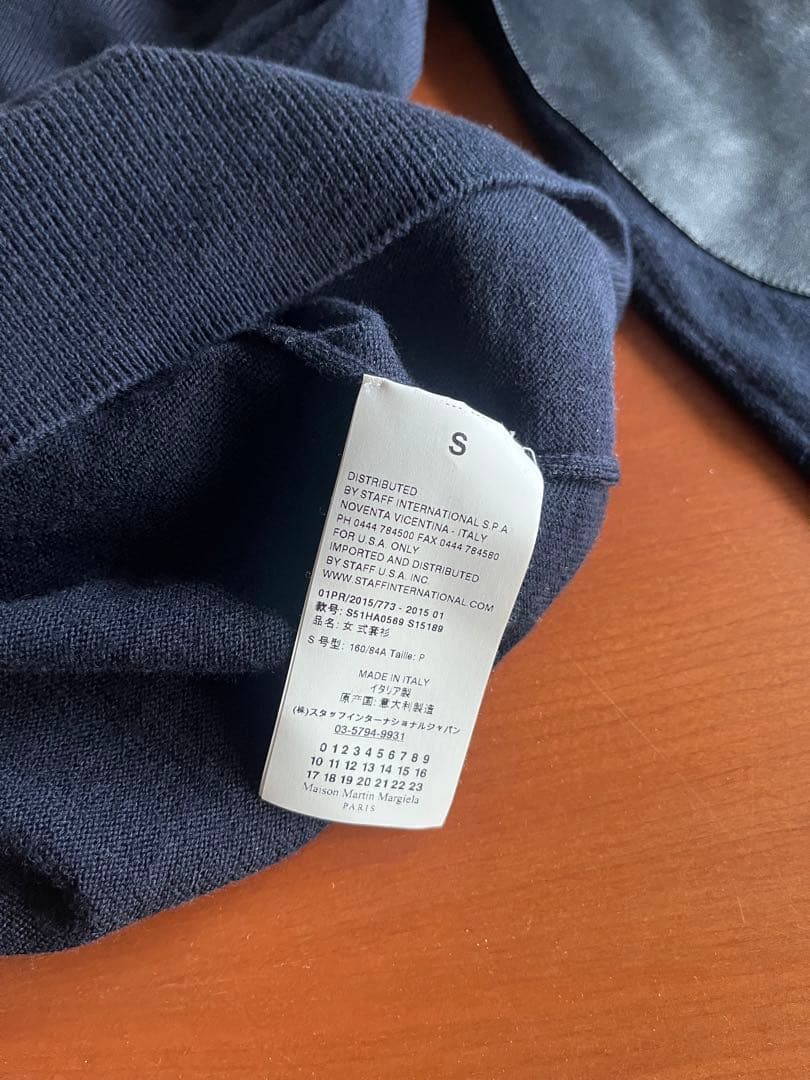 S
DISTRIBUTED
BY STAFF INTERNATIONAL S.P.A.
NOVENTA VICENTINA - ITALY
PH 0444 784500 FAX 0444 784580
FOR U.S.A. ONLY
IMPORTED AND DISTRIBUTED
BY STAFF U.S.A. INC.
WWW.STAFFINTERNATIONAL.COM
01PR/2015/773 - 2015 01
款号: S51HA0569 S15189
品名: 女式套衫
S 号型: 160/84A Taille: P
MADE IN ITALY
イタリア製
原产国: 意大利製造
(株)スタッフインターナショナルジャパン
03-5794-9931
0 1 2 3 4 5 6 7 8 9
10 11 12 13 14 15 16
17 18 19 20 21 22 23
Maison Martin Margiela
PARIS